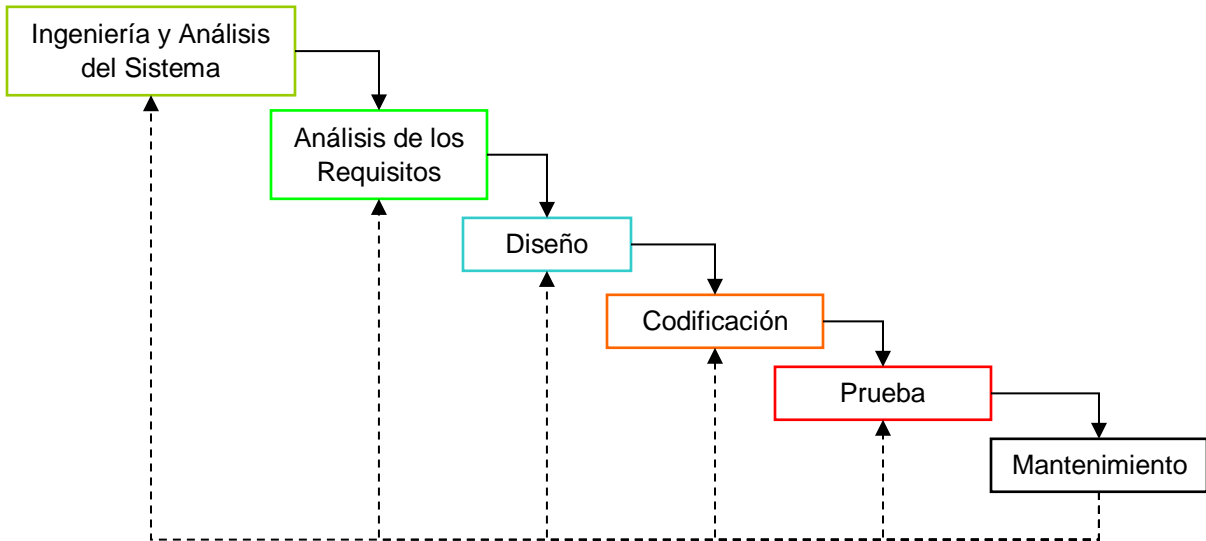 Ingeniería y Análisis
del Sistema
Análisis de los
Requisitos
Diseño
Codificación
Prueba
Mantenimiento